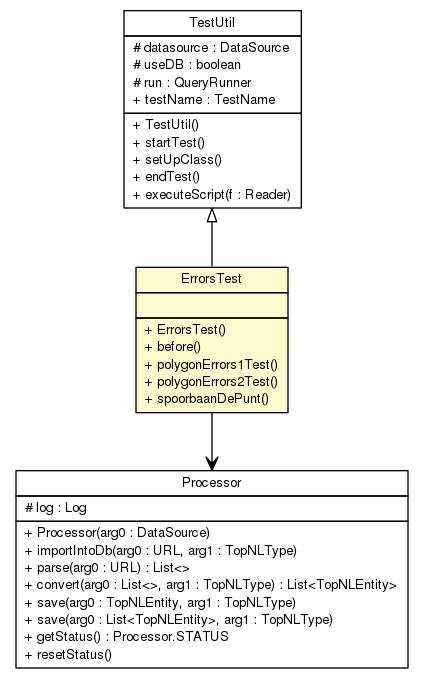 TestUtil
# datasource : DataSource
# useDB : boolean
# run : QueryRunner
+ testName : TestName
+ TestUtil()
+ startTest()
+ setUpClass()
+ endTest()
+ executeScript(f : Reader)
ErrorsTest
+ ErrorsTest()
+ before()
+ polygonErrors1Test()
+ polygonErrors2Test()
+ spoorbaanDePunt()
Processor
# log : Log
+ Processor(arg0 : DataSource)
+ importIntoDb(arg0 : URL, arg1 : TopNLType)
+ parse(arg0 : URL) : List<>
+ convert(arg0 : List<>, arg1 : TopNLType) : List<TopNLEntity>
+ save(arg0 : TopNLEntity, arg1 : TopNLType)
+ save(arg0 : List<TopNLEntity>, arg1 : TopNLType)
+ getStatus() : Processor.STATUS
+ resetStatus()